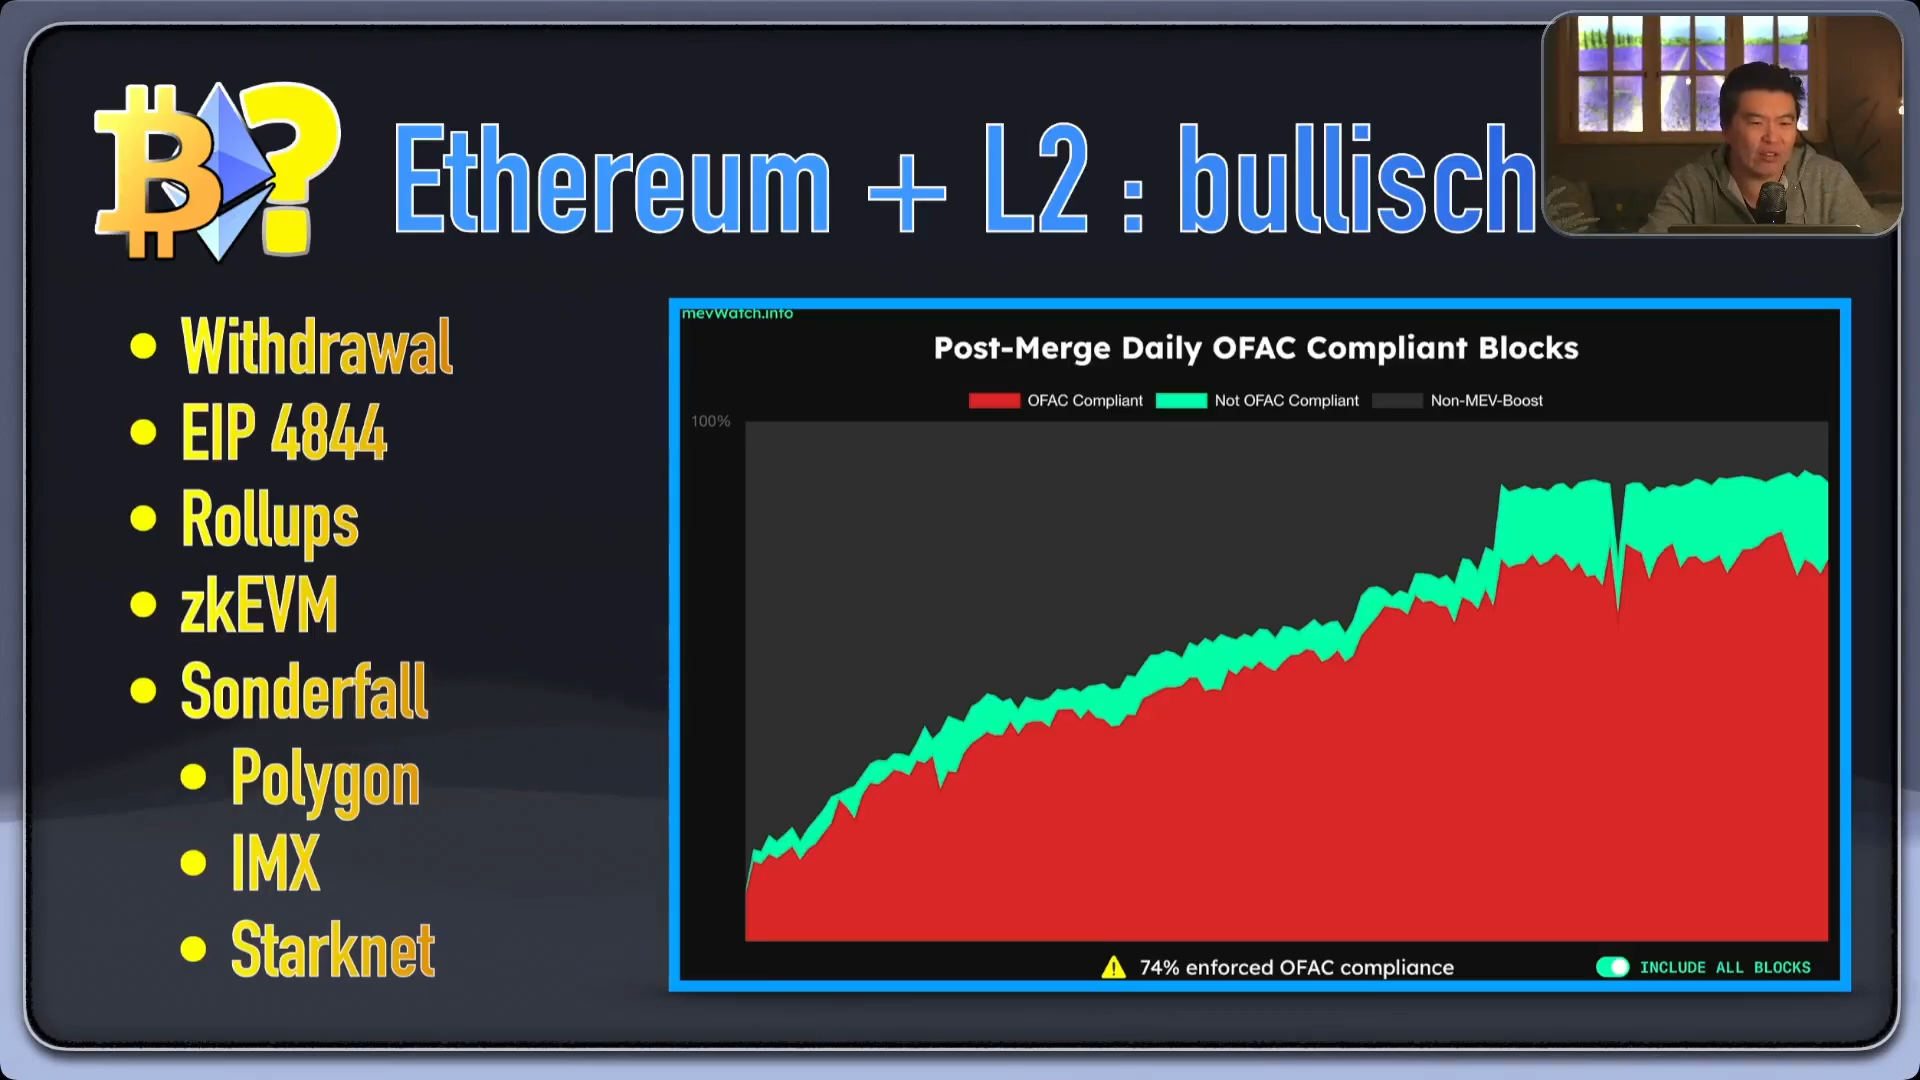 Ethereum + L2 : bullisch
Withdrawal
EIP 4844
Rollups
zkEVM
Sonderfall
Polygon
IMX
Starknet
mevWatch.info
Post-Merge Daily OFAC Compliant Blocks
OFAC Compliant Not OFAC Compliant Non-MEV-Boost
100%
74% enforced OFAC compliance
INCLUDE ALL BLOCKS